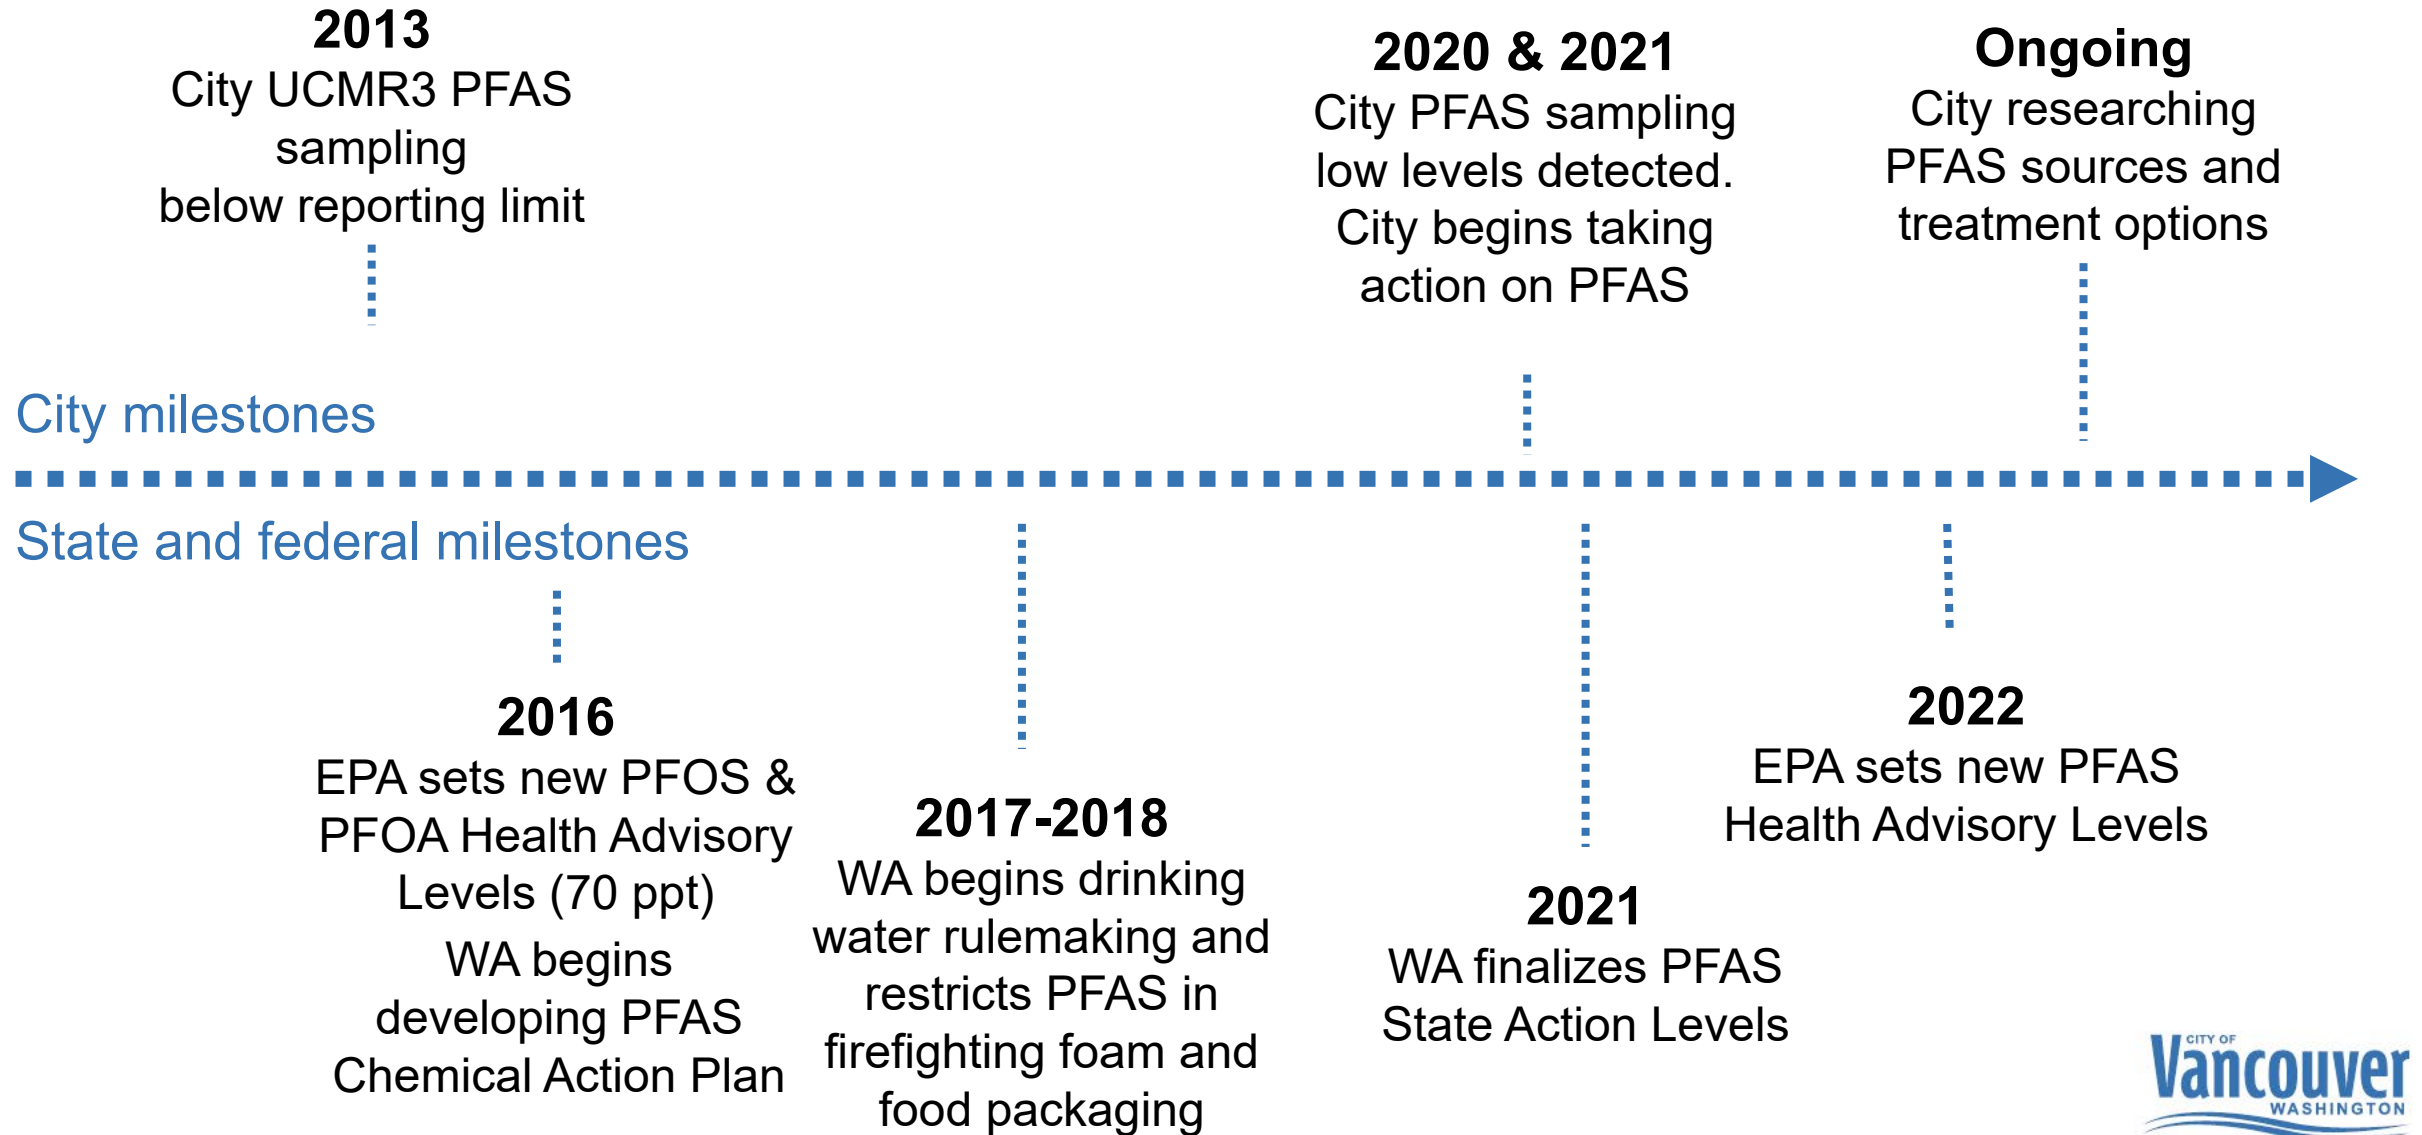 2013
City UCMR3 PFAS
sampling
below reporting limit
2020 & 2021
City PFAS sampling
low levels detected.
City begins taking
action on PFAS
Ongoing
City researching
PFAS sources and
treatment options
City milestones
State and federal milestones
2016
EPA sets new PFOS &
PFOA Health Advisory
Levels (70 ppt)
WA begins
developing PFAS
Chemical Action Plan
2017-2018
WA begins drinking
water rulemaking and
restricts PFAS in
firefighting foam and
food packaging
2021
WA finalizes PFAS
State Action Levels
2022
EPA sets new PFAS
Health Advisory Levels
CITY OF
Vancouver
WASHINGTON